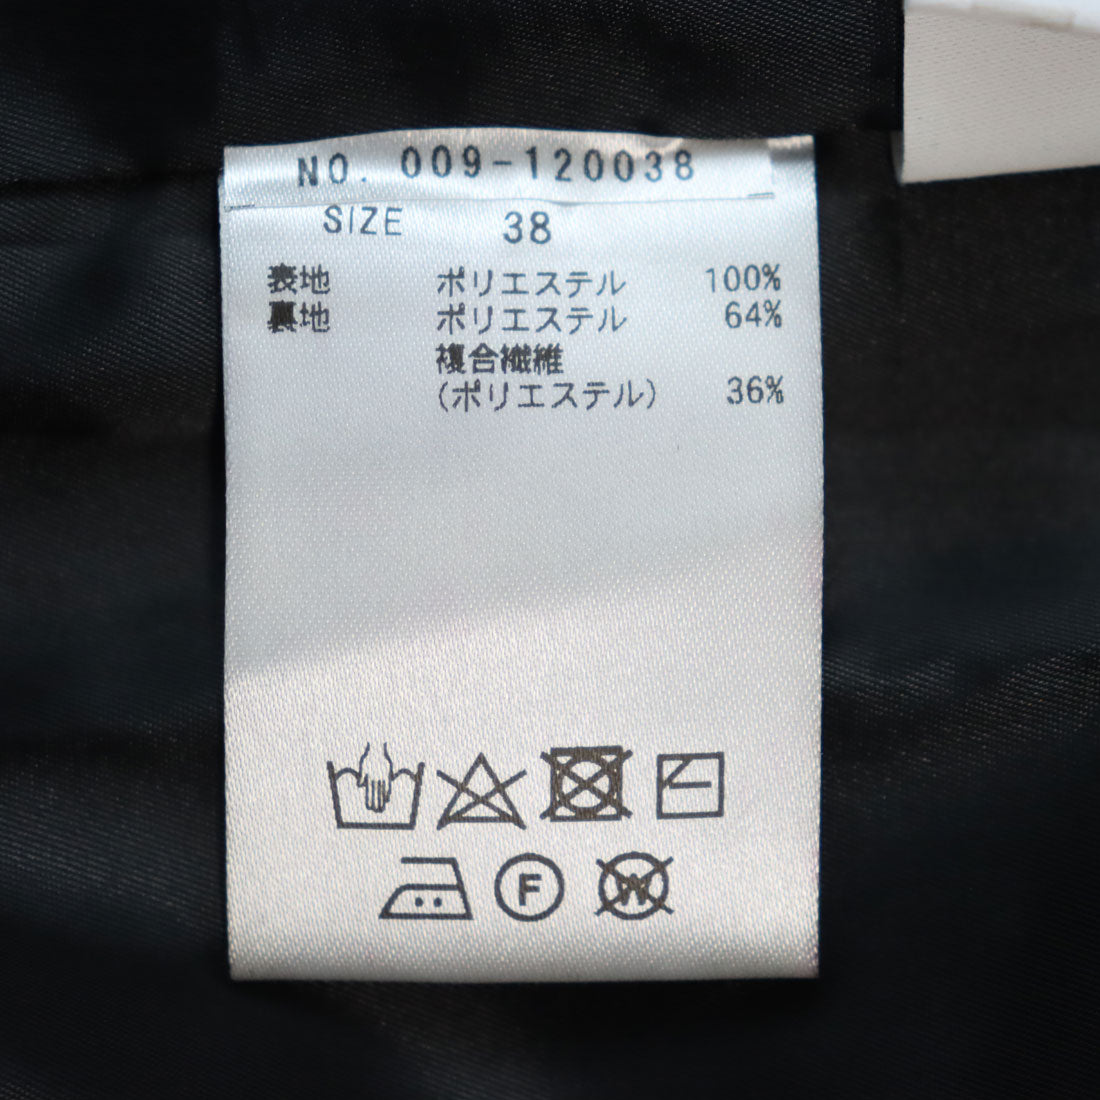 NO. 009-120038
SIZE 38
表地 ポリエステル 100%
裏地 ポリエステル 64%
複合繊維
(ポリエステル) 36%
F
W